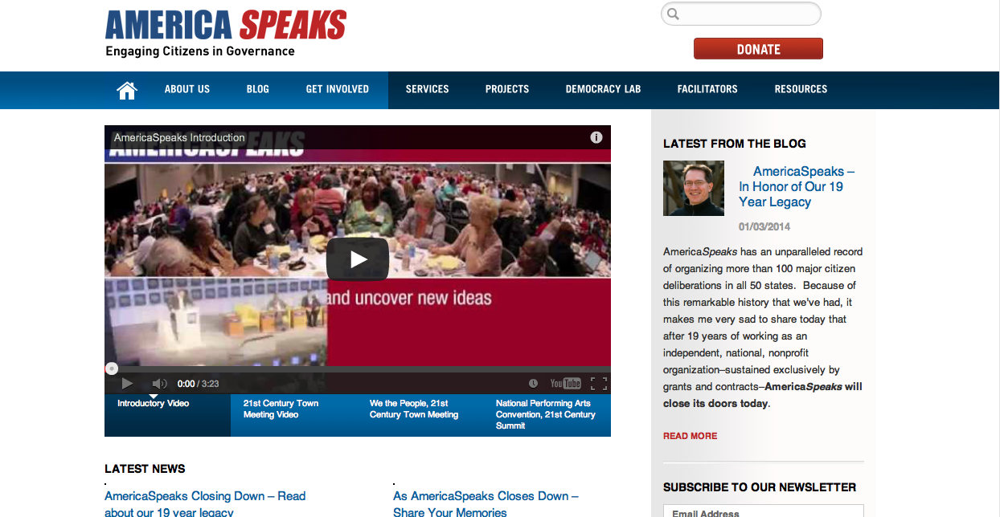 AMERICA SPEAKS
Engaging Citizens in Governance
DONATE
ABOUT US
BLOG
GET INVOLVED
SERVICES
PROJECTS
DEMOCRACY LAB
FACILITATORS
RESOURCES
AmericaSpeaks Introduction
AMERICASPEAKS
and uncover new ideas
0:00 / 3:23
YouTube
Introductory Video
21st Century Town
Meeting Video
We the People, 21st
Century Town Meeting
National Performing Arts
Convention, 21st Century
Summit
LATEST NEWS
AmericaSpeaks Closing Down – Read
about our 19 year legacy
As AmericaSpeaks Closes Down –
Share Your Memories
LATEST FROM THE BLOG
AmericaSpeaks –
In Honor of Our 19
Year Legacy
01/03/2014
AmericaSpeaks has an unparalleled record
of organizing more than 100 major citizen
deliberations in all 50 states.  Because of
this remarkable history that we've had, it
makes me very sad to share today that
after 19 years of working as an
independent, national, nonprofit
organization–sustained exclusively by
grants and contracts–AmericaSpeaks will
close its doors today.
READ MORE
SUBSCRIBE TO OUR NEWSLETTER
Email Address